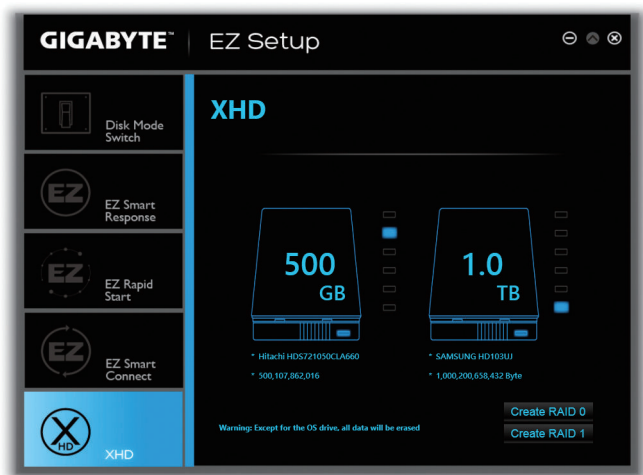 GIGABYTE™ EZ Setup
Disk Mode
Switch
EZ
EZ Smart
Response
EZ
EZ Rapid
Start
EZ
EZ Smart
Connect
X
HD
XHD
XHD
500
GB
1.0
TB
* Hitachi HDS721050CLA660
* 500,107,862,016
* SAMSUNG HD103UJ
* 1,000,200,658,432 Byte
Warning: Except for the OS drive, all data will be erased
Create RAID 0
Create RAID 1